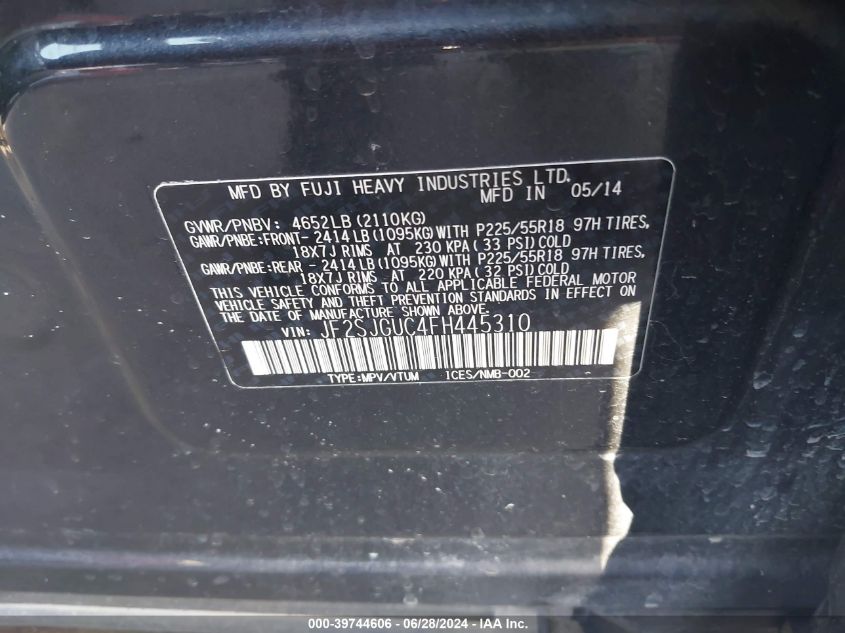 MFD BY FUJI HEAVY INDUSTRIES LTD.
MFD IN 05/14
GVWR/PNBV: 4652LB (2110KG)
GAWR/PNBE:FRONT- 2414LB (1095KG) WITH P225/55R18 97H TIRES,
18X7J RIMS AT 230 KPA (33 PSI) COLD
GAWR/PNBE:REAR - 2414LB (1095KG) WITH P225/55R18 97H TIRES,
18X7J RIMS AT 220 KPA (32 PSI) COLD
THIS VEHICLE CONFORMS TO ALL APPLICABLE FEDERAL MOTOR
VEHICLE SAFETY AND THEFT PREVENTION STANDARDS IN EFFECT ON
THE DATE OF MANUFACTURE SHOWN ABOVE.
VIN: JF2SJGUC4FH445310
TYPE:MPV/VTUM ICES/NMB-002
000-39744606 - 06/28/2024 - IAA Inc.